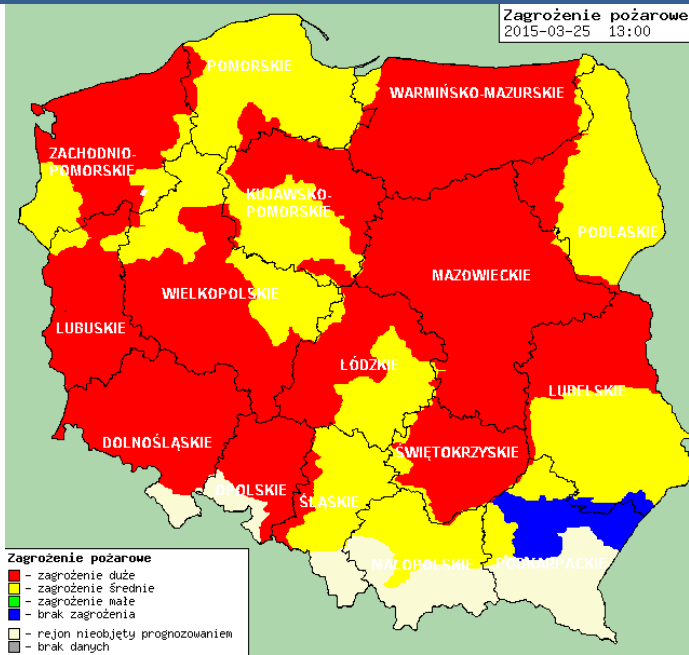 Zagrożenie pożarowe
2015-03-25 13:00
POMORSKIE
WARMIŃSKO-MAZURSKIE
ZACHODNIO-
POMORSKIE
KUJAWSKO-
POMORSKIE
PODLASKIE
MAZOWIECKIE
WIELKOPOLSKIE
LUBUSKIE
ŁÓDZKIE
LUBELSKIE
DOLNOŚLĄSKIE
ŚWIĘTOKRZYSKIE
OPOLSKIE
ŚLĄSKIE
MAŁOPOLSKIE
PODKARPACKIE
Zagrożenie pożarowe
- zagrożenie duże
- zagrożenie średnie
- zagrożenie małe
- brak zagrożenia
- rejon nieobjęty prognozowaniem
- brak danych